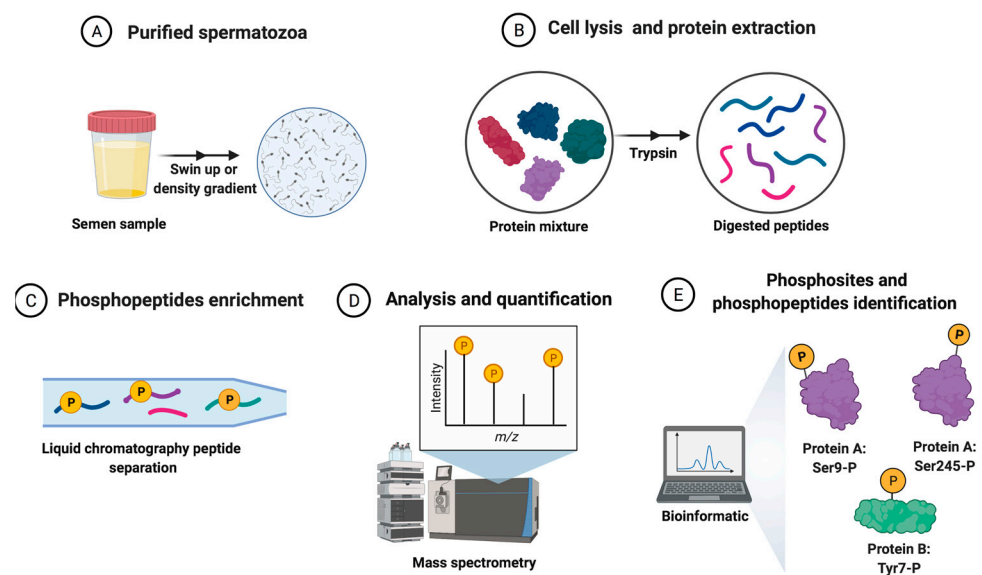 A
Purified spermatozoa
Swin up or
density gradient
Semen sample
B
Cell lysis and protein extraction
Trypsin
Protein mixture
Digested peptides
C
Phosphopeptides enrichment
P
P
P
Liquid chromatography peptide
separation
D
Analysis and quantification
Intensity
P
P
P
m/z
Mass spectrometry
E
Phosphosites and
phosphopeptides identification
Bioinformatic
P
P
Protein A:
Ser9-P
Protein A:
Ser245-P
P
Protein B:
Tyr7-P